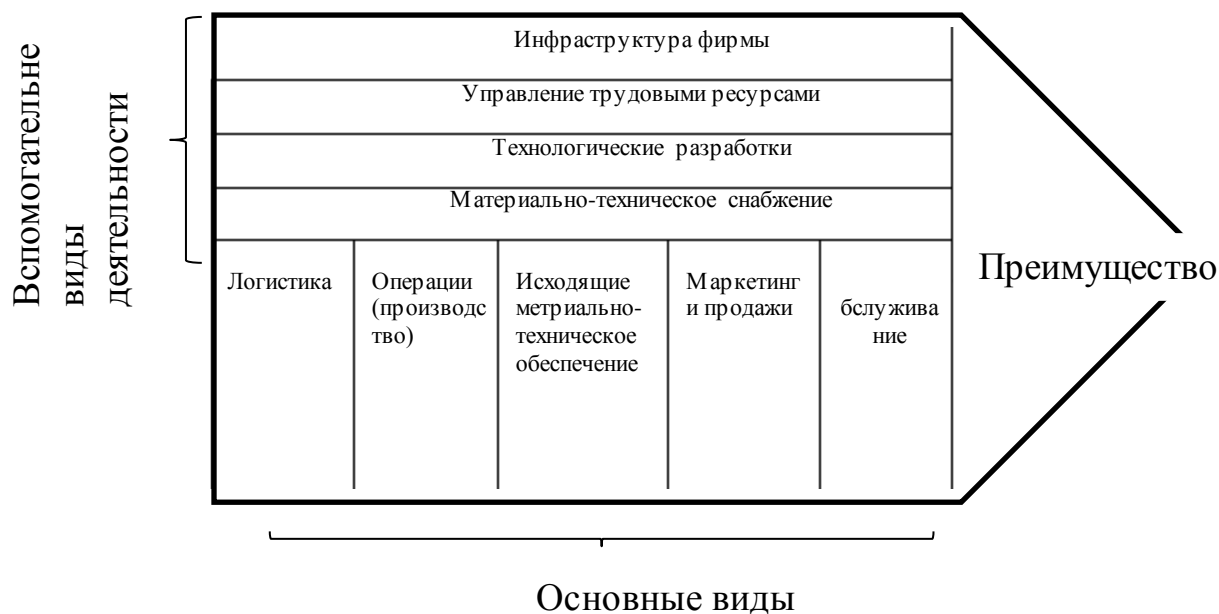 Вспомогательне
виды
деятельности
Инфраструктура фирмы
Управление трудовыми ресурсами
Технологические разработки
Материально-техническое снабжение
Логистика
Операции
(производс
тво)
Исходящие
метриально-
техническое
обеспечение
Маркетинг
и продажи
бслужива
ние
Преимущество
Основные виды